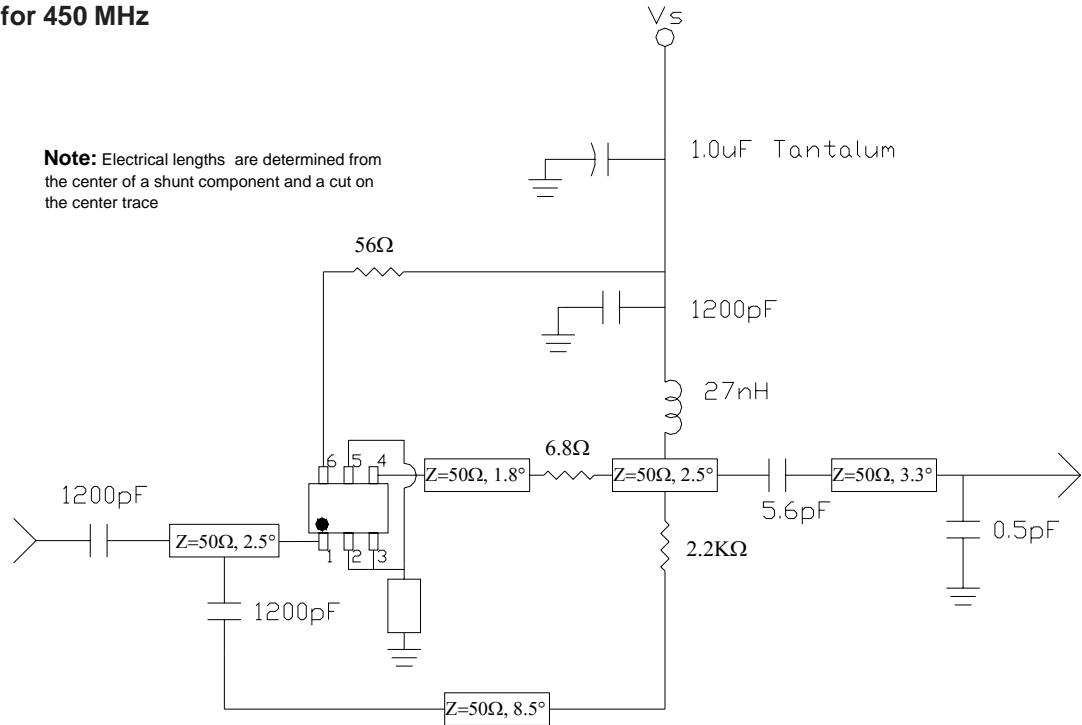 for 450 MHz
Vs
Note: Electrical lengths are determined from
the center of a shunt component and a cut on
the center trace
1.0uF Tantalum
56Ω
1200pF
27nH
6 5 4
Z=50Ω, 1.8°
6.8Ω
Z=50Ω, 2.5°
5.6pF
Z=50Ω, 3.3°
0.5pF
1200pF
Z=50Ω, 2.5°
1 2 3
2.2KΩ
1200pF
Z=50Ω, 8.5°